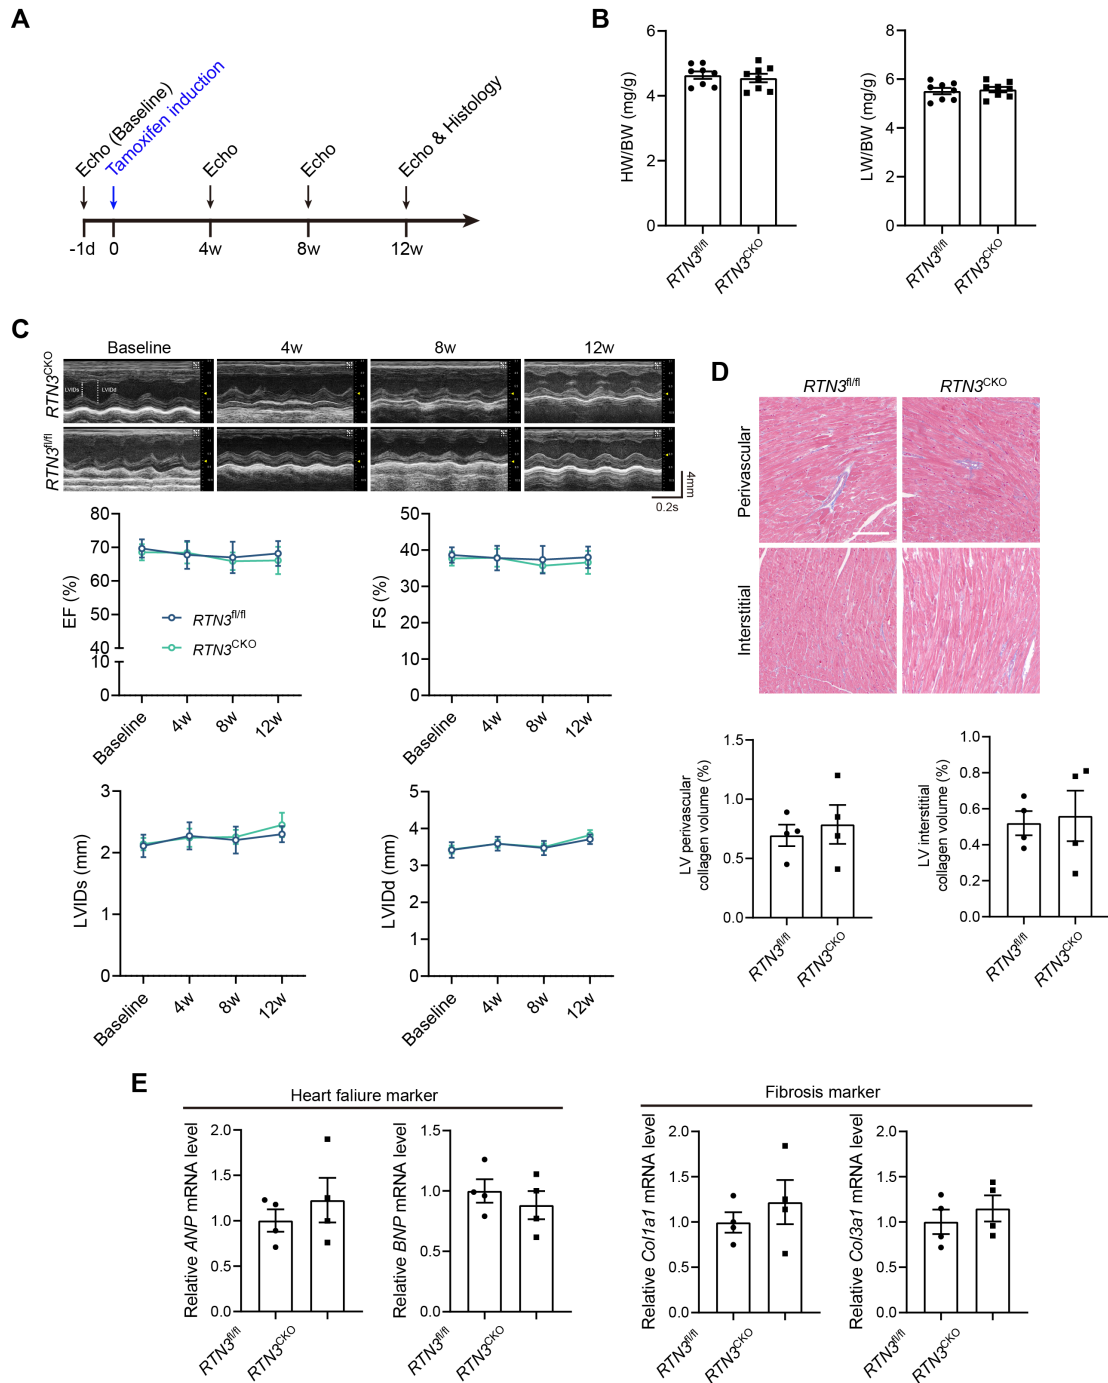 A
Echo (Baseline)
Tamoxifen induction
Echo
Echo
Echo & Histology
-1d
0
4w
8w
12w
B
HW/BW (mg/g)
6
4
2
0
RTN3fl/fl
RTN3CKO
LW/BW (mg/g)
8
6
4
2
0
RTN3fl/fl
RTN3CKO
C
Baseline
4w
8w
12w
RTN3CKO
LVIDs
LVIDd
RTN3fl/fl
4mm
0.2s
EF (%)
80
70
60
50
40
10
0
RTN3fl/fl
RTN3CKO
Baseline
4w
8w
12w
FS (%)
50
40
30
20
10
0
Baseline
4w
8w
12w
LVIDs (mm)
3
2
1
0
Baseline
4w
8w
12w
LVIDd (mm)
5
4
3
2
1
0
Baseline
4w
8w
12w
D
RTN3fl/fl
RTN3CKO
Perivascular
Interstitial
LV perivascular
collagen volume (%)
1.5
1.0
0.5
0.0
RTN3fl/fl
RTN3CKO
LV interstitial
collagen volume (%)
1.0
0.8
0.6
0.4
0.2
0.0
RTN3fl/fl
RTN3CKO
E
Heart faliure marker
Relative ANP mRNA level
2.0
1.5
1.0
0.5
0.0
RTN3fl/fl
RTN3CKO
Relative BNP mRNA level
1.5
1.0
0.5
0.0
RTN3fl/fl
RTN3CKO
Fibrosis marker
Relative Col1a1 mRNA level
2.0
1.5
1.0
0.5
0.0
RTN3fl/fl
RTN3CKO
Relative Col3a1 mRNA level
2.0
1.5
1.0
0.5
0.0
RTN3fl/fl
RTN3CKO